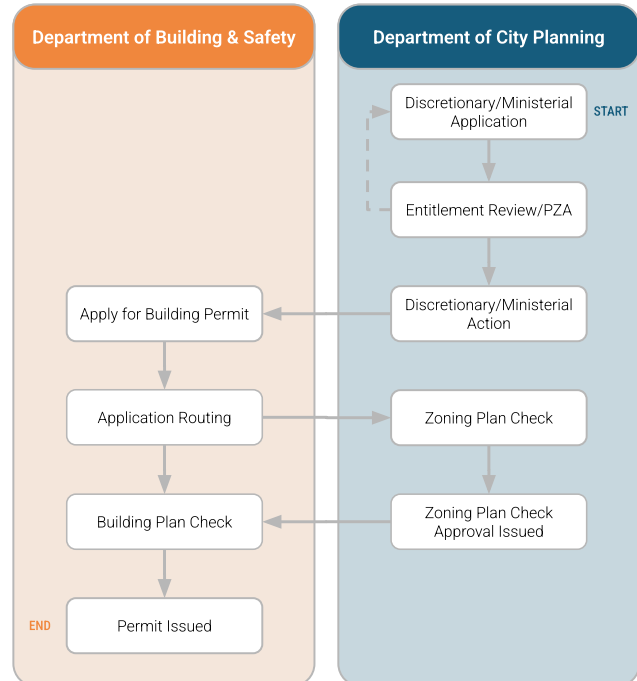 Department of Building & Safety
Department of City Planning
Discretionary/Ministerial
Application
START
Entitlement Review/PZA
Apply for Building Permit
Discretionary/Ministerial
Action
Application Routing
Zoning Plan Check
Building Plan Check
Zoning Plan Check
Approval Issued
END
Permit Issued